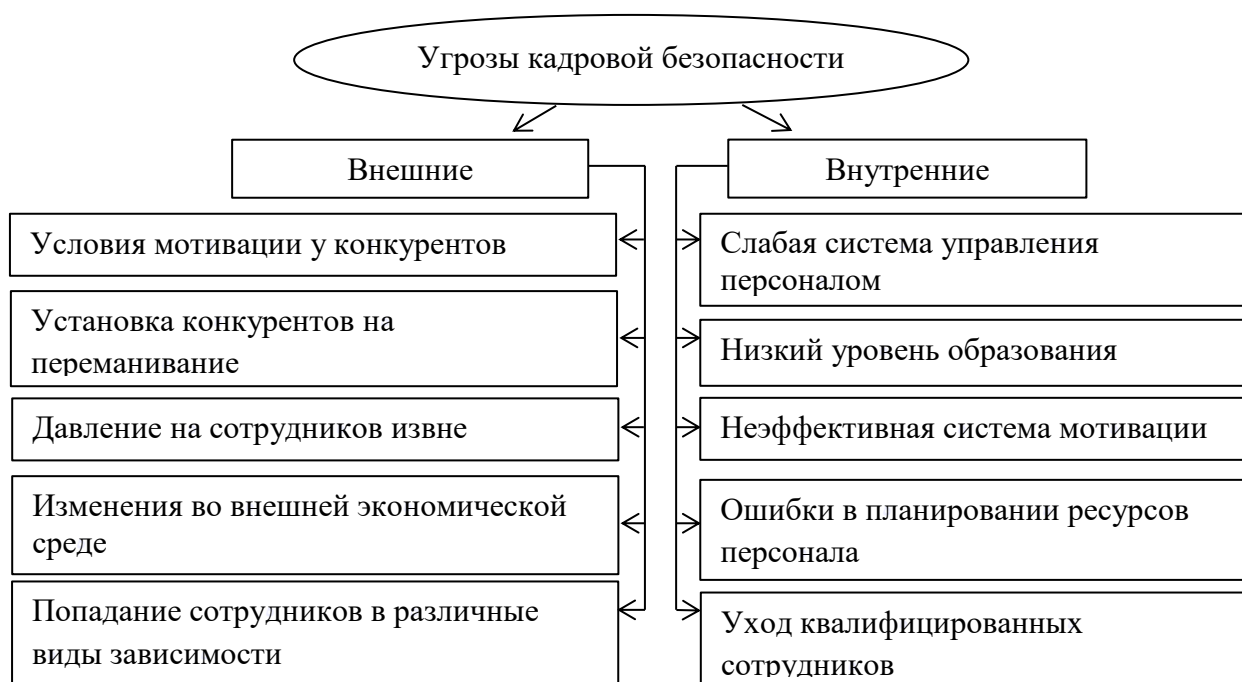 Угрозы кадровой безопасности
Внешние
Внутренние
Условия мотивации у конкурентов
Установка конкурентов на
переманивание
Давление на сотрудников извне
Изменения во внешней экономической
среде
Попадание сотрудников в различные
виды зависимости
Слабая система управления
персоналом
Низкий уровень образования
Неэффективная система мотивации
Ошибки в планировании ресурсов
персонала
Уход квалифицированных
сотрудников